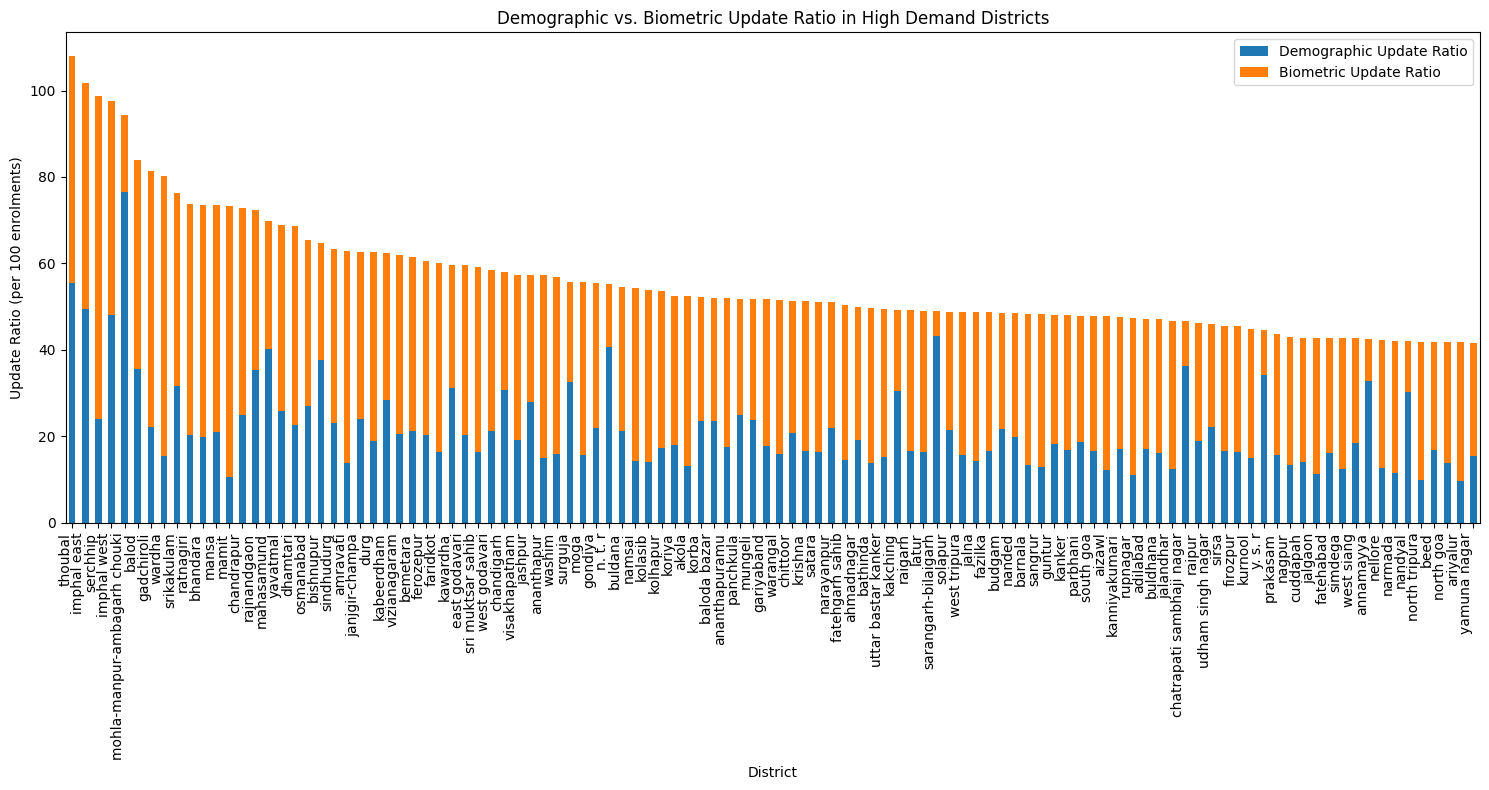 Demographic vs. Biometric Update Ratio in High Demand Districts
Demographic Update Ratio
Biometric Update Ratio
Update Ratio (per 100 enrolments)
100
80
60
40
20
0
thoubal
imphal east
serchhip
imphal west
mohla-manpur-ambagarh chouki
balod
gadchiroli
wardha
srikakulam
ratnagiri
bhandara
mansa
mamit
chandrapur
rajnandgaon
mahasamund
yavatmal
dhamtari
osmanabad
bishnupur
sindhudurg
amravati
janjgir-champa
durg
kabeerdham
vizianagaram
bemetara
ferozepur
faridkot
kawardha
east godavari
sri muktsar sahib
west godavari
chandigarh
visakhapatnam
jashpur
ananthapur
washim
surguja
moga
gondiya
n. t. r
buldana
namsai
kolasib
kolhapur
koriya
akola
korba
baloda bazar
ananthapuramu
panchkula
mungeli
gariyaband
warangal
chittoor
krishna
satara
narayanpur
fatehgarh sahib
ahmadnagar
bathinda
uttar bastar kanker
kakching
raigarh
latur
sarangarh-bilaigarh
solapur
west tripura
jalna
fazilka
budgam
nanded
barnala
sangrur
guntur
kanker
parbhani
south goa
aizawl
kanniyakumari
rupnagar
adilabad
buldhana
jalandhar
chatrapati sambhaji nagar
raipur
udham singh nagar
sirsa
firozpur
kurnool
y. s. r
prakasam
nagpur
cuddapah
jalgaon
fatehabad
simdega
west siang
annamayya
nellore
narmada
nandyal
north tripura
beed
north goa
ariyalur
yamuna nagar
District